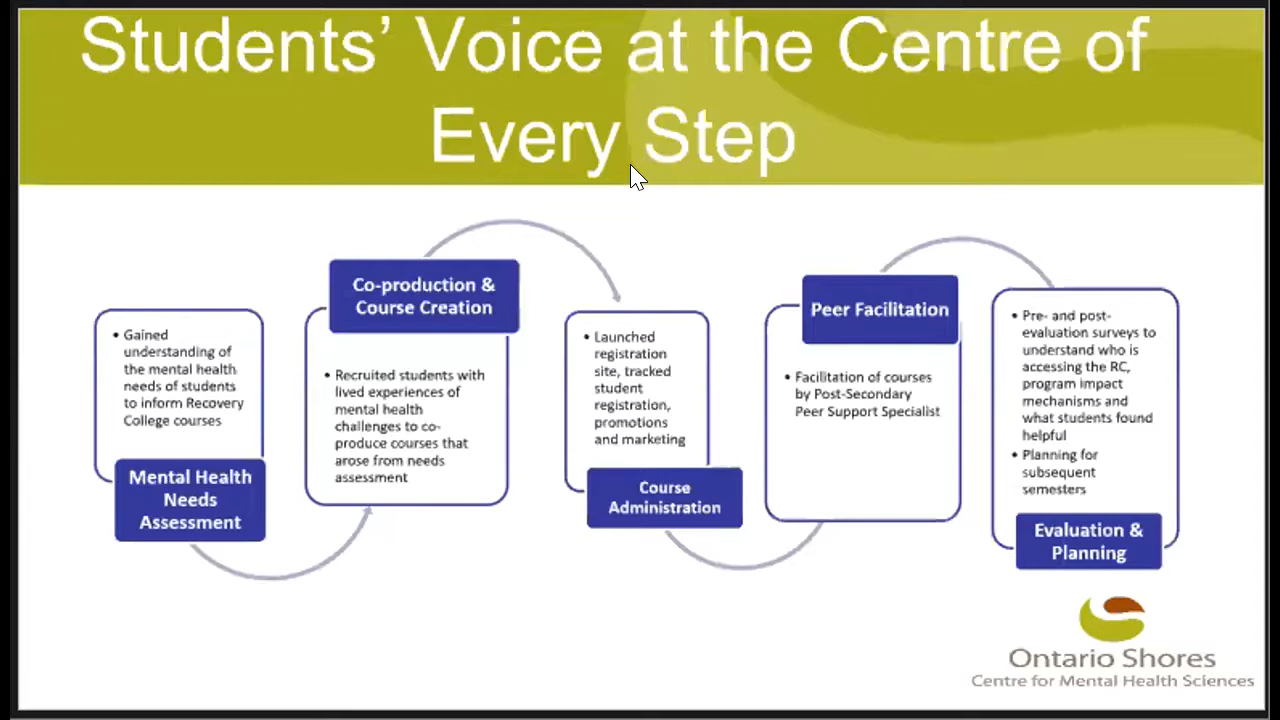 Students’ Voice at the Centre of
Every Step
• Gained
understanding of
the mental health
needs of students
to inform Recovery
College courses
Mental Health
Needs
Assessment
Co-production &
Course Creation
• Recruited students with
lived experiences of
mental health
challenges to co-
produce courses that
arose from needs
assessment
• Launched
registration
site, tracked
student
registration,
promotions
and marketing
Course
Administration
Peer Facilitation
• Facilitation of courses
by Post-Secondary
Peer Support Specialist
• Pre- and post-
evaluation surveys to
understand who is
accessing the RC,
program impact
mechanisms and
what students found
helpful
• Planning for
subsequent
semesters
Evaluation &
Planning
Ontario Shores
Centre for Mental Health Sciences